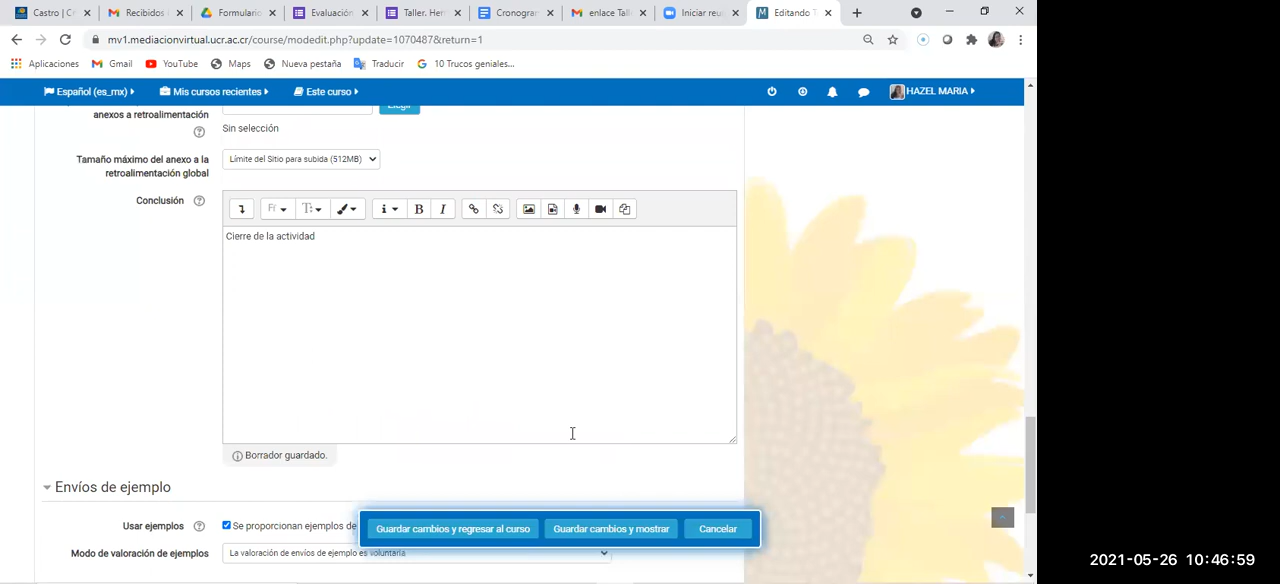 Castro | Cr
Recibidos
Formulario
Evaluación
Taller. Her
Cronogram
enlace Tall
Iniciar reu
Editando T
mv1.mediacionvirtual.ucr.ac.cr/course/modedit.php?update=1070487&return=1
Aplicaciones
Gmail
YouTube
Maps
Nueva pestaña
Traducir
10 Trucos geniales...
Español (es_mx)
Mis cursos recientes
Este curso
HAZEL MARIA
anexos a retroalimentación
Elegir
Sin selección
Tamaño máximo del anexo a la
retroalimentación global
Límite del Sitio para subida (512MB)
Conclusión
Cierre de la actividad
Borrador guardado.
Envíos de ejemplo
Usar ejemplos
Se proporcionan ejemplos de
Guardar cambios y regresar al curso
Guardar cambios y mostrar
Cancelar
Modo de valoración de ejemplos
La valoración de envíos de ejemplo es voluntaria
2021-05-26 10:46:59